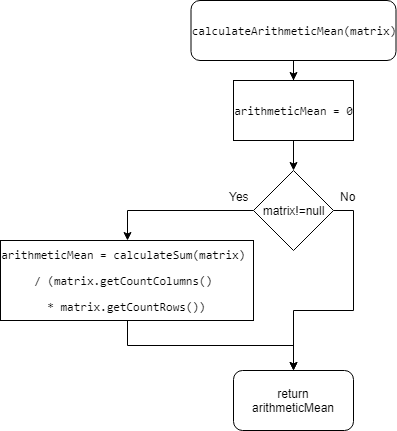 calculateArithmeticMean(matrix)
arithmeticMean = 0
Yes
matrix!=null
No
arithmeticMean = calculateSum(matrix)
/ (matrix.getCountColumns()
* matrix.getCountRows())
return
arithmeticMean